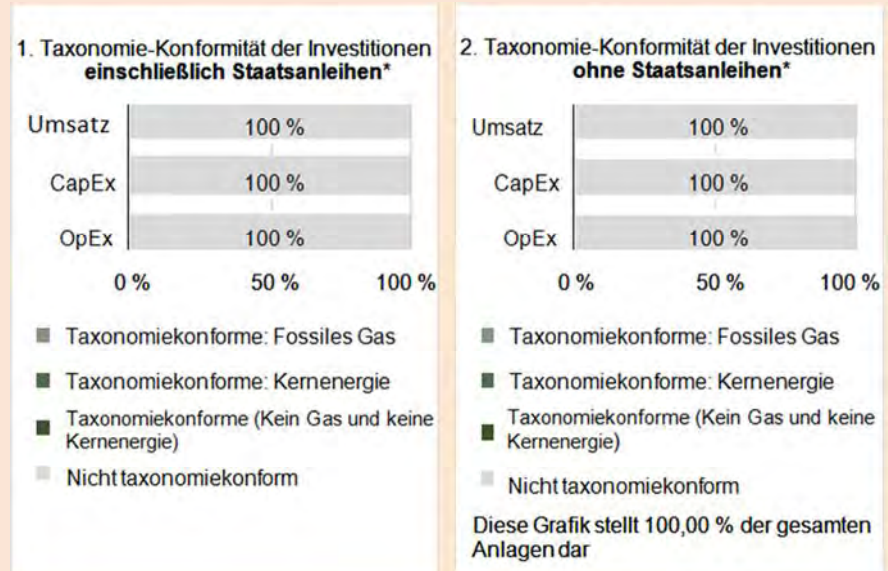 1. Taxonomie-Konformität der Investitionen
einschließlich Staatsanleihen*
Umsatz 100 %
CapEx 100 %
OpEx 100 %
0 % 50 % 100 %
Taxonomiekonforme: Fossiles Gas
Taxonomiekonforme: Kernenergie
Taxonomiekonforme (Kein Gas und keine
Kernenergie)
Nicht taxonomiekonform
2. Taxonomie-Konformität der Investitionen
ohne Staatsanleihen*
Umsatz 100 %
CapEx 100 %
OpEx 100 %
0 % 50 % 100 %
Taxonomiekonforme: Fossiles Gas
Taxonomiekonforme: Kernenergie
Taxonomiekonforme (Kein Gas und keine
Kernenergie)
Nicht taxonomiekonform
Diese Grafik stellt 100,00 % der gesamten
Anlagen dar